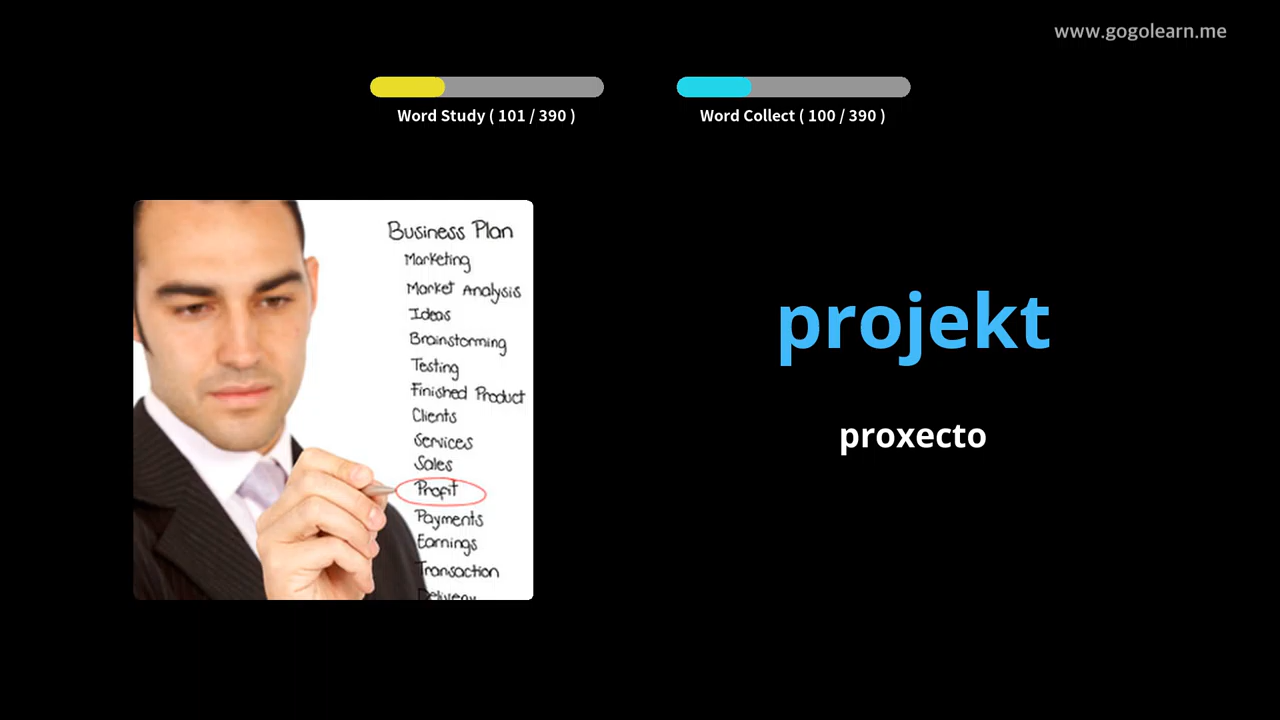 www.gogolearn.me
Word Study ( 101 / 390 )
Word Collect ( 100 / 390 )
Business Plan
Marketing
Market Analysis
Ideas
Brainstorming
Testing
Finished Product
Clients
Services
Sales
Profit
Payments
Earnings
Transaction
Delivery
projekt
proxecto